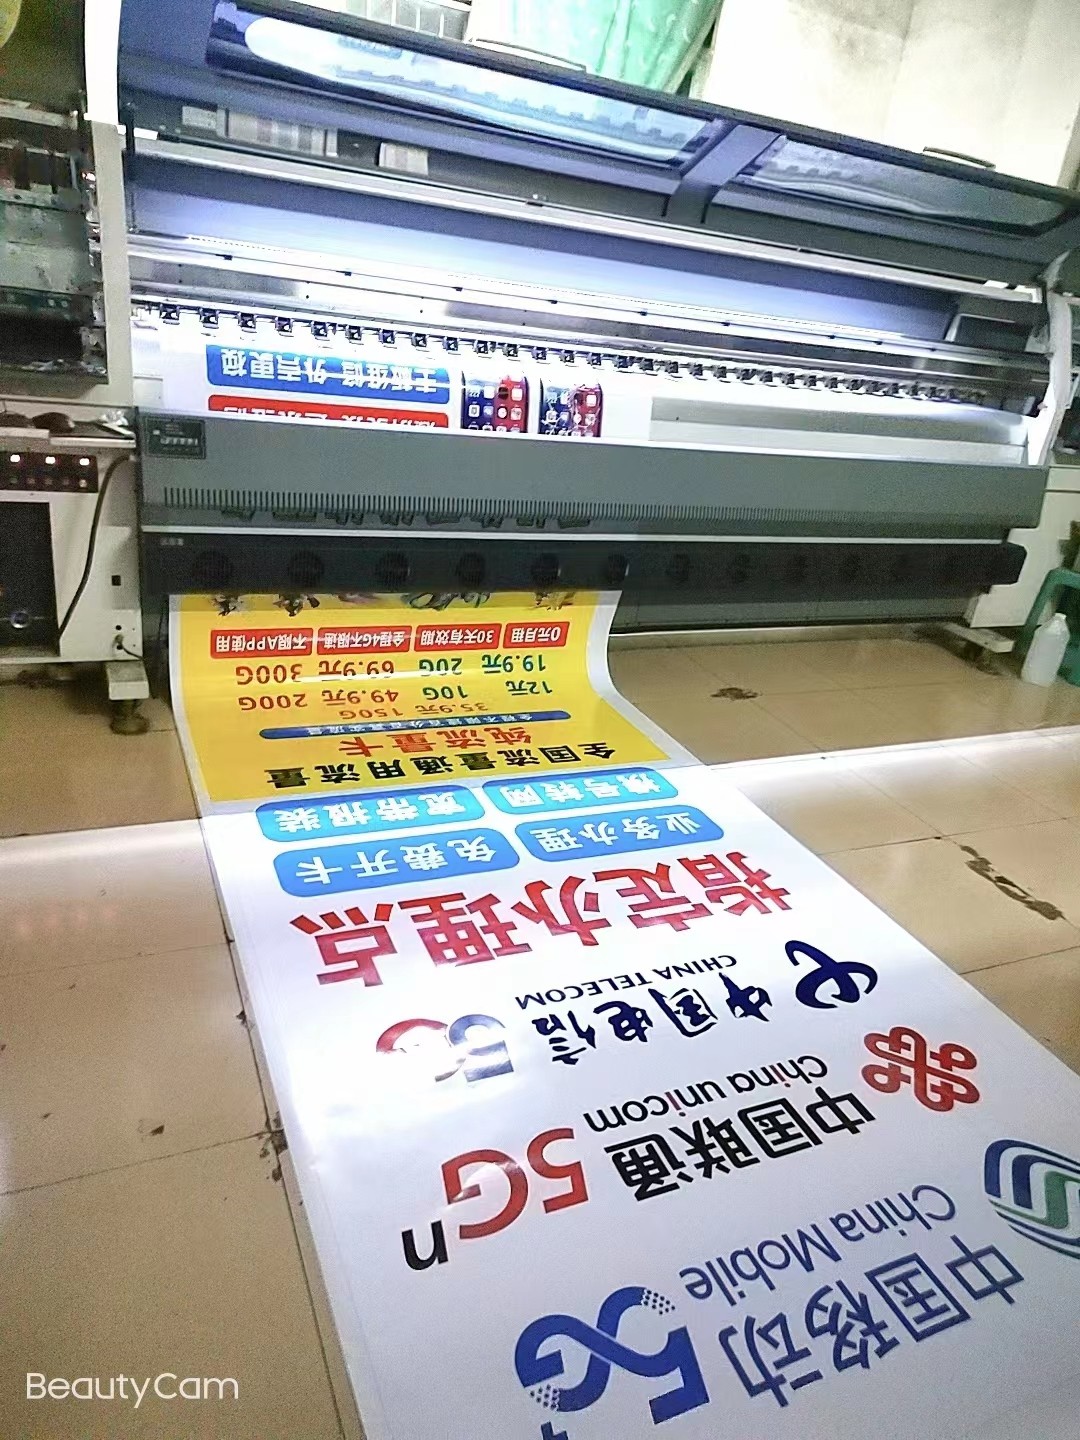 中国移动 5G+
China Mobile
中国联通 5Gn
China unicom
中国电信 5G
CHINA TELECOM
指定办理点
业务办理 免费开卡
携号转网 宽带报装
全国流量通用流量
纯流量卡
35.9元 150G
12元 10G 49.9元 200G
19.9元 20G 69.9元 300G
0元月租 30天有效期 全程4G不限速 不限APP使用
主板维修 外壳更换
BeautyCam